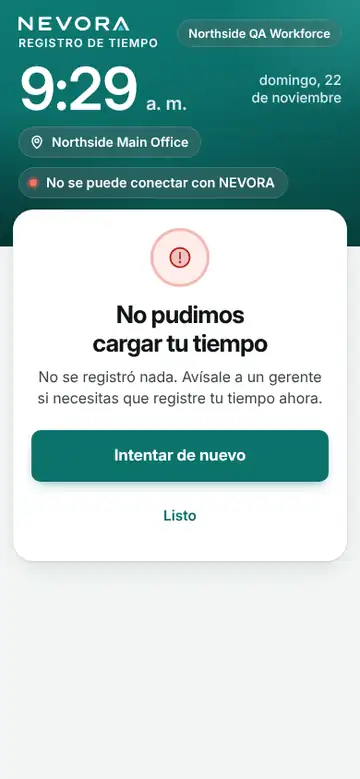 NEVORA
REGISTRO DE TIEMPO
Northside QA Workforce
9:29 a. m.
domingo, 22
de noviembre
Northside Main Office
No se puede conectar con NEVORA
No pudimos
cargar tu tiempo
No se registró nada. Avísale a un gerente
si necesitas que registre tu tiempo ahora.
Intentar de nuevo
Listo